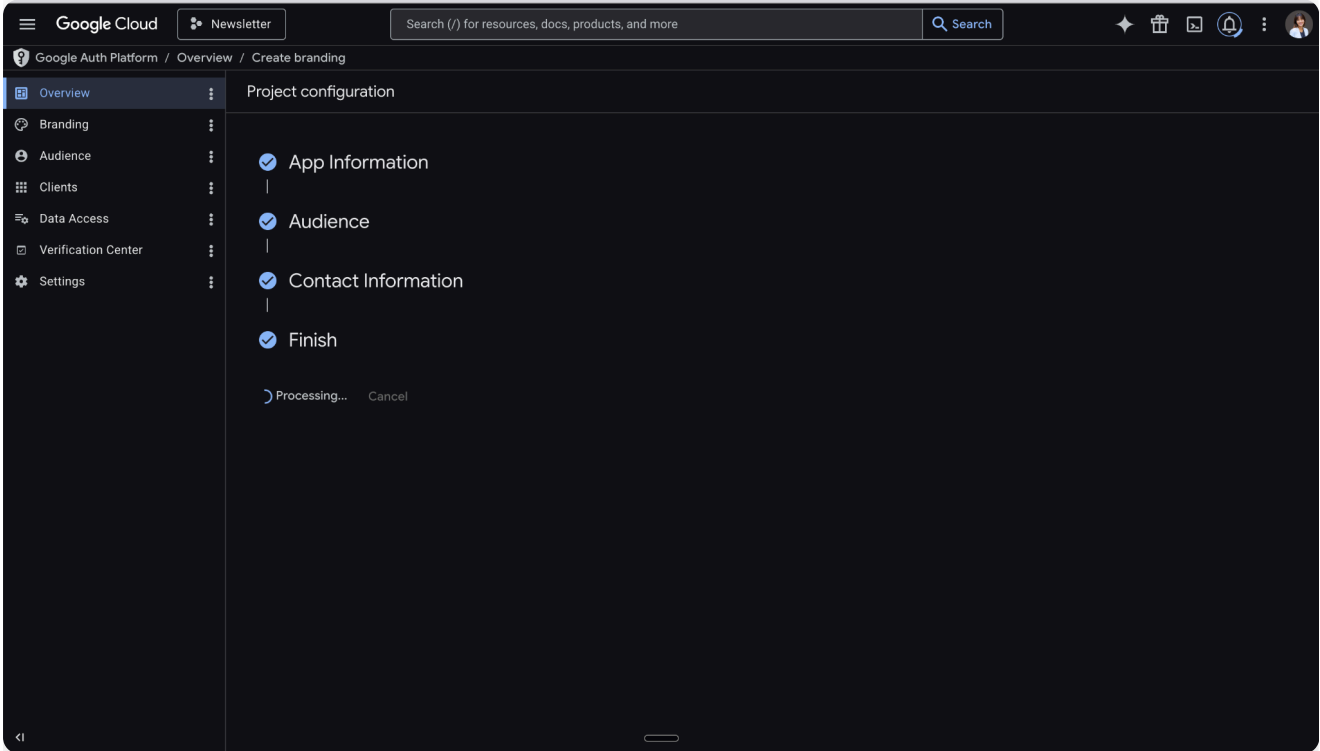 Google Cloud
Newsletter
Search (/) for resources, docs, products, and more
Search
Google Auth Platform / Overview / Create branding
Overview
Branding
Audience
Clients
Data Access
Verification Center
Settings
Project configuration
App Information
Audience
Contact Information
Finish
Processing...
Cancel